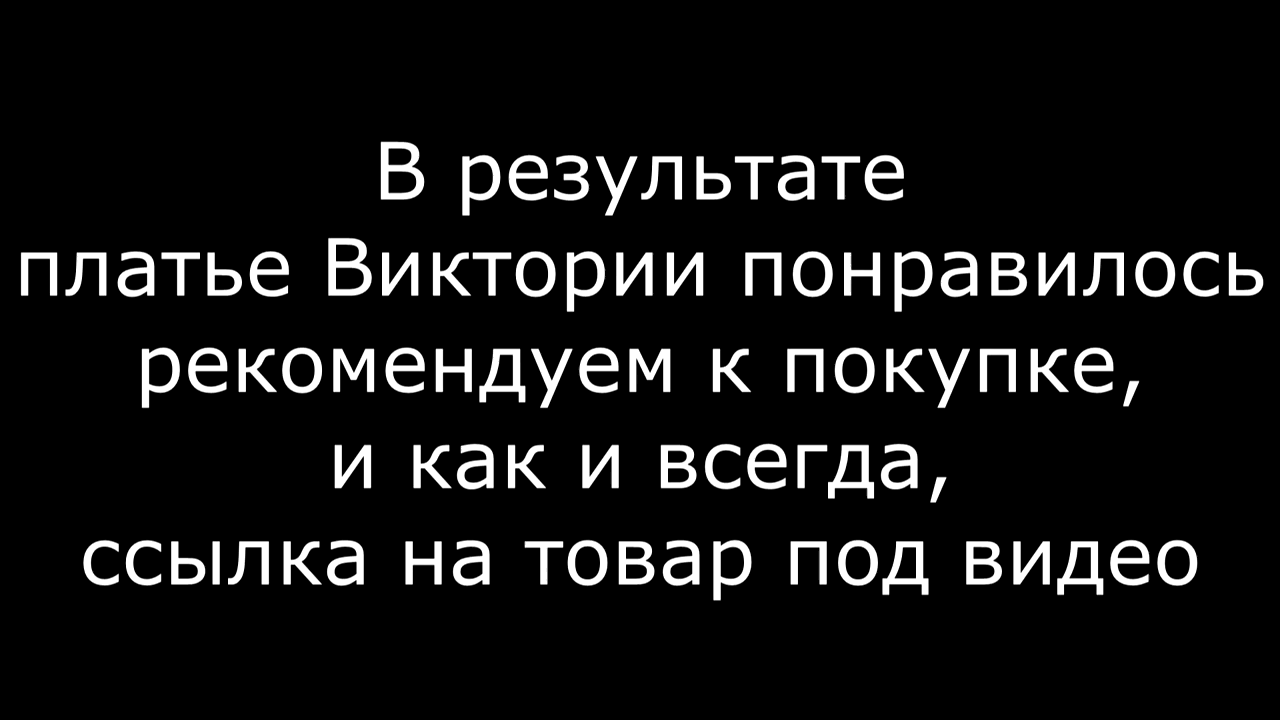 В результате
платье Виктории понравилось
рекомендуем к покупке,
и как и всегда,
ссылка на товар под видео